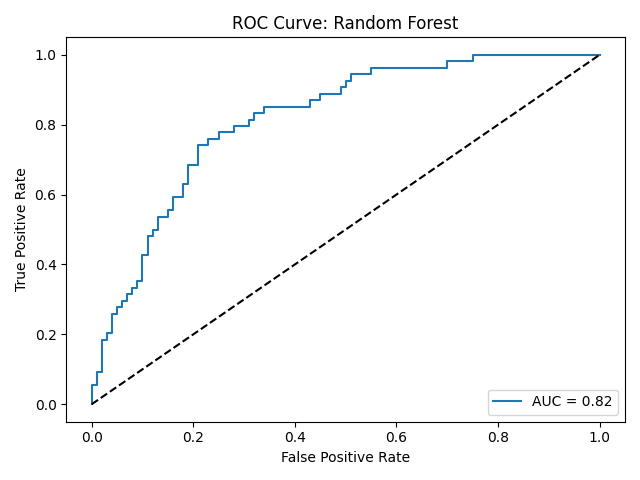 ROC Curve: Random Forest
1.0
0.8
0.6
0.4
0.2
0.0
True Positive Rate
0.0 0.2 0.4 0.6 0.8 1.0
False Positive Rate
AUC = 0.82